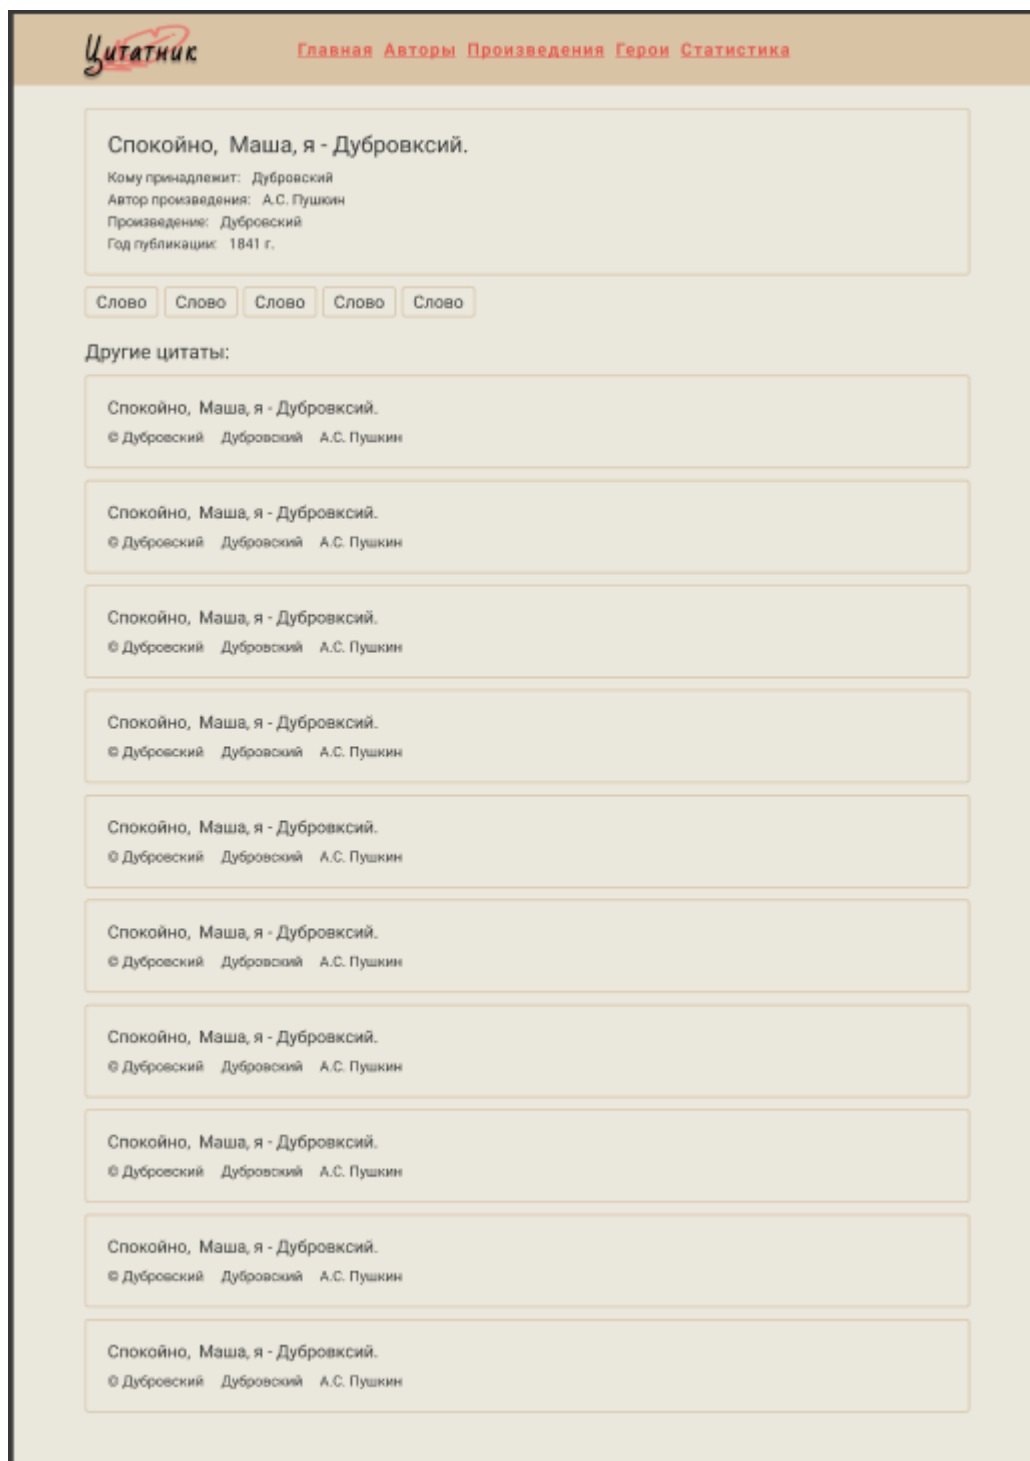 Цитатник
Главная Авторы Произведения Герои Статистика
Спокойно, Маша, я - Дубровксий.
Кому принадлежит: Дубровский
Автор произведения: А.С. Пушкин
Произведение: Дубровский
Год публикации: 1841 г.
Слово Слово Слово Слово Слово
Другие цитаты:
Спокойно, Маша, я - Дубровксий.
© Дубровский Дубровский А.С. Пушкин
Спокойно, Маша, я - Дубровксий.
© Дубровский Дубровский А.С. Пушкин
Спокойно, Маша, я - Дубровксий.
© Дубровский Дубровский А.С. Пушкин
Спокойно, Маша, я - Дубровксий.
© Дубровский Дубровский А.С. Пушкин
Спокойно, Маша, я - Дубровксий.
© Дубровский Дубровский А.С. Пушкин
Спокойно, Маша, я - Дубровксий.
© Дубровский Дубровский А.С. Пушкин
Спокойно, Маша, я - Дубровксий.
© Дубровский Дубровский А.С. Пушкин
Спокойно, Маша, я - Дубровксий.
© Дубровский Дубровский А.С. Пушкин
Спокойно, Маша, я - Дубровксий.
© Дубровский Дубровский А.С. Пушкин
Спокойно, Маша, я - Дубровксий.
© Дубровский Дубровский А.С. Пушкин